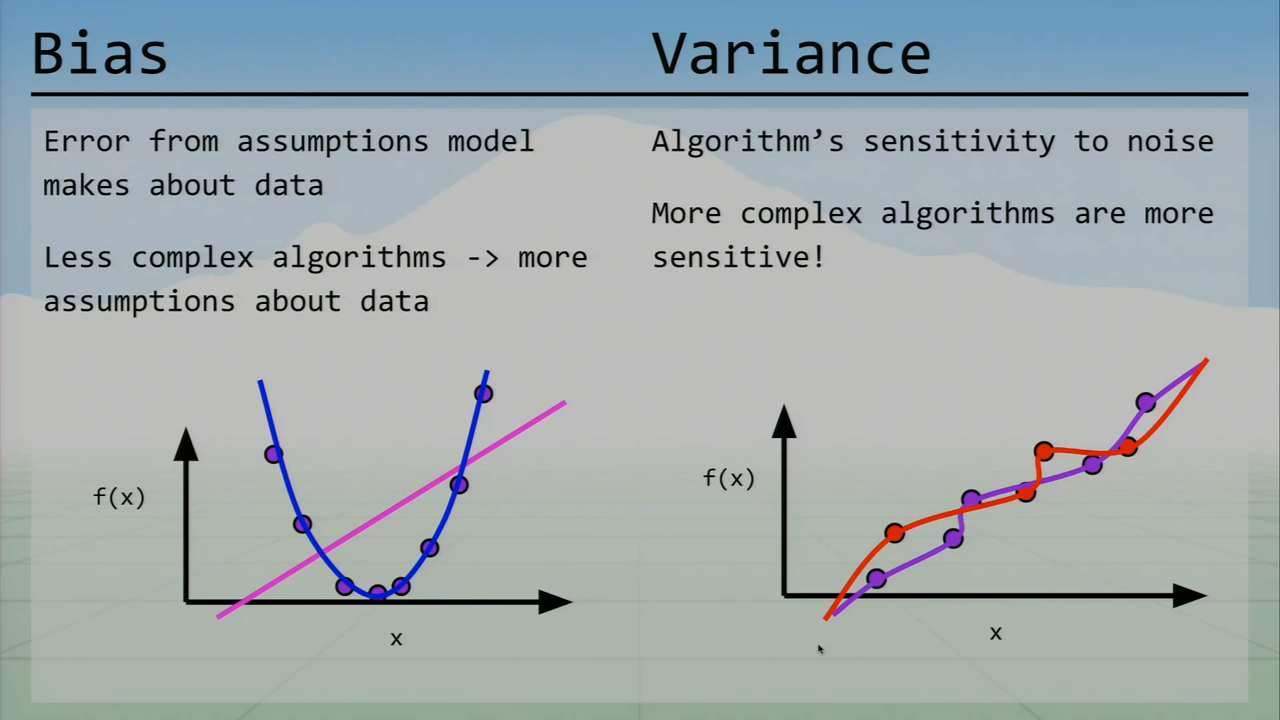 Bias
Error from assumptions model
makes about data
Less complex algorithms -> more
assumptions about data
f(x)
x
Variance
Algorithm’s sensitivity to noise
More complex algorithms are more
sensitive!
f(x)
x